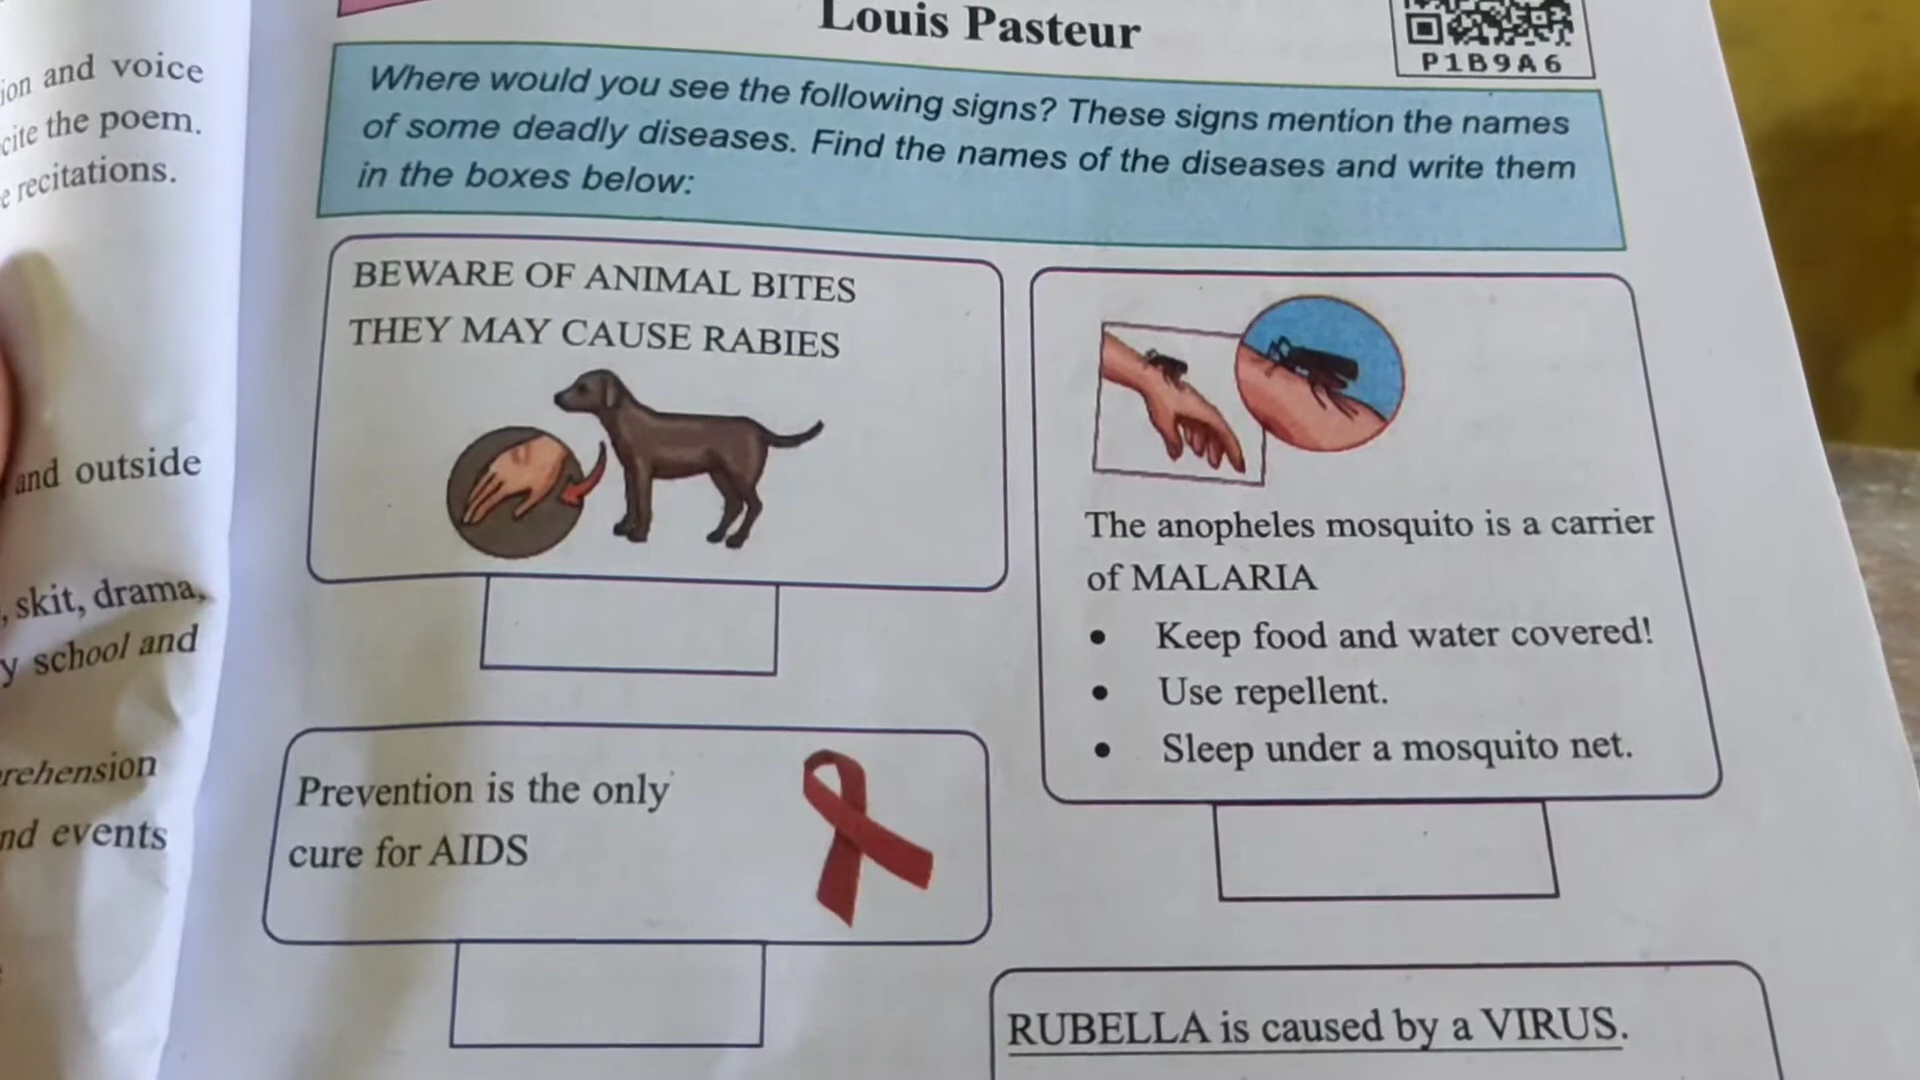 ion and voice
cite the poem.
e recitations.
and outside
, skit, drama,
y school and
rehension
nd events
Louis Pasteur
P1B9A6
Where would you see the following signs? These signs mention the names
of some deadly diseases. Find the names of the diseases and write them
in the boxes below:
BEWARE OF ANIMAL BITES
THEY MAY CAUSE RABIES
The anopheles mosquito is a carrier
of MALARIA
• Keep food and water covered!
• Use repellent.
• Sleep under a mosquito net.
Prevention is the only
cure for AIDS
RUBELLA is caused by a VIRUS.